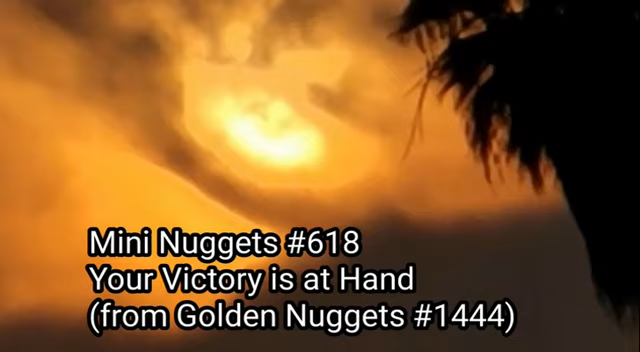 Mini Nuggets #618
Your Victory is at Hand
(from Golden Nuggets #1444)